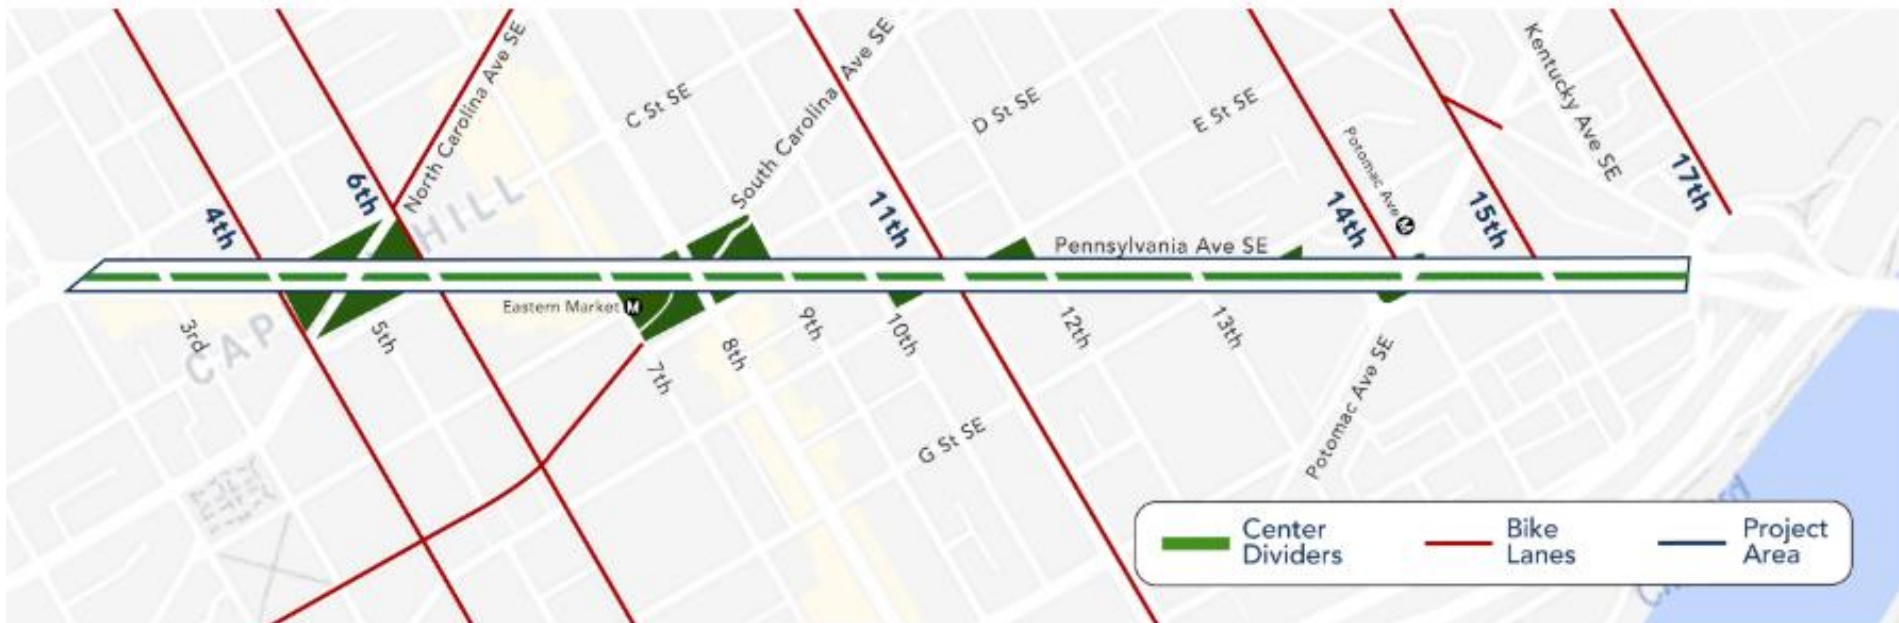 North Carolina Ave SE
C St SE
South Carolina Ave SE
D St SE
E St SE
Kentucky Ave SE
Potomac Ave
M
4th
6th
11th
14th
15th
17th
CAP
HILL
Pennsylvania Ave SE
Eastern Market M
3rd
5th
7th
8th
9th
10th
12th
13th
G St SE
Potomac Ave SE
Center
Dividers
Bike
Lanes
Project
Area